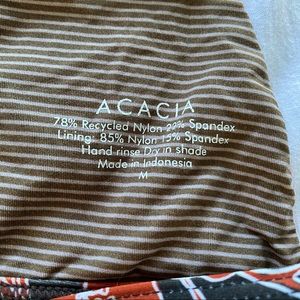 ACACIA
78% Recycled Nylon 22% Spandex
Lining: 85% Nylon 15% Spandex
Hand rinse Dry in shade
Made in Indonesia
M